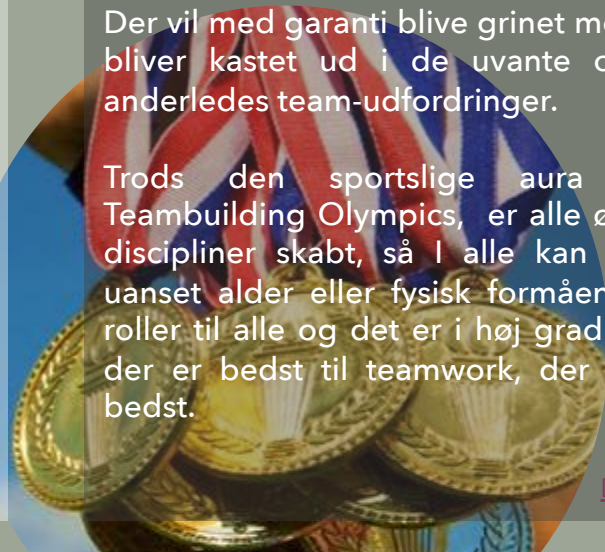 Der vil med garanti blive grinet
bliver kastet ud i de uvante
anderledes team-udfordringer.
Trods den sportslige aura
Teambuilding Olympics, er alle
discipliner skabt, så I alle kan
uanset alder eller fysisk formåen
roller til alle og det er i høj grad
der er bedst til teamwork, der
bedst.